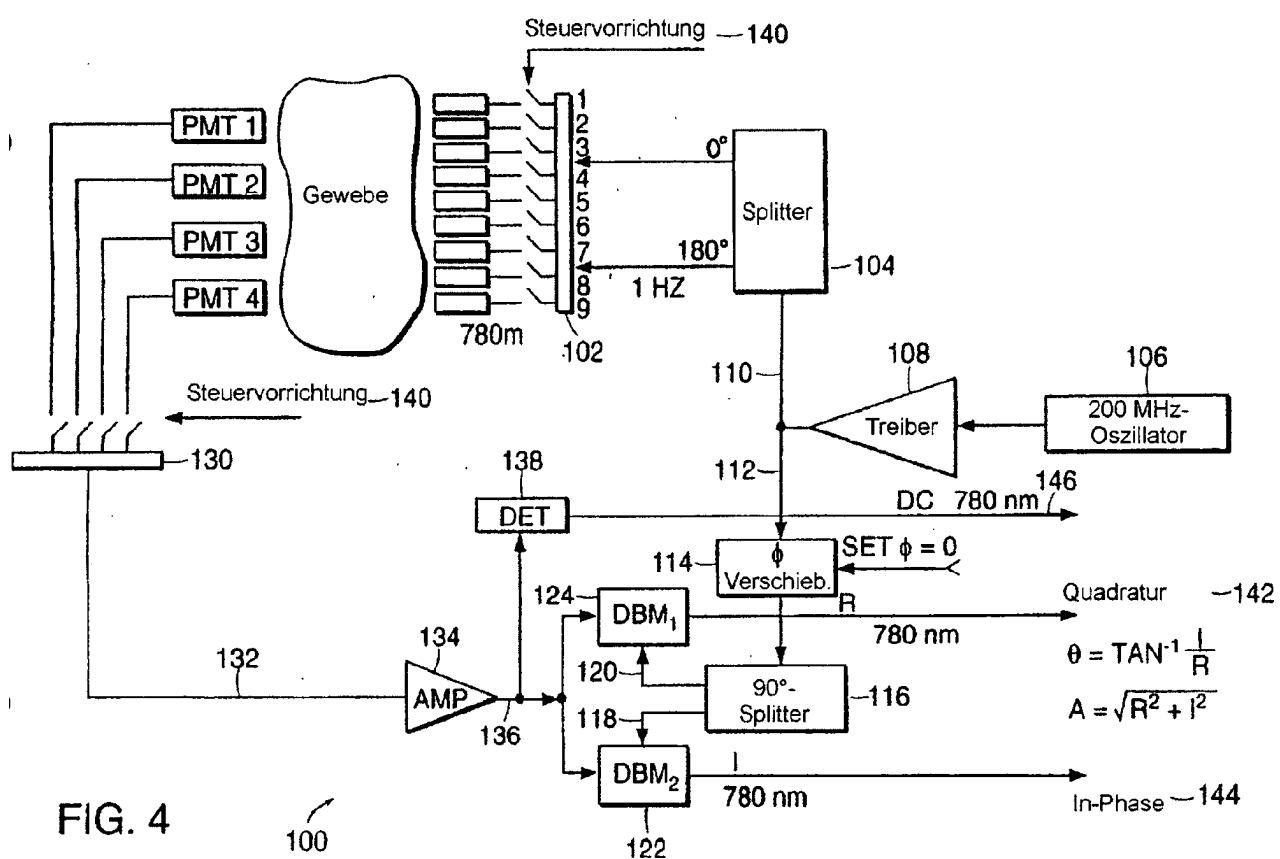 Steuervorrichtung 140
PMT 1
PMT 2
PMT 3
PMT 4
Gewebe
1
2
3
4
5
6
7
8
9
780m
102
0°
180°
1 HZ
Splitter
104
Steuervorrichtung 140
130
110
108
Treiber
106
200 MHz-
Oszillator
112
138
DET
DC 780 nm
146
114
ϕ
Verschieb.
SET ϕ = 0
124
DBM₁
R
780 nm
Quadratur 142
θ = TAN⁻¹ I/R
A = √R² + I²
132
134
AMP
136
120
118
90°-
Splitter
116
DBM₂
122
I
780 nm
In-Phase 144
FIG. 4
100